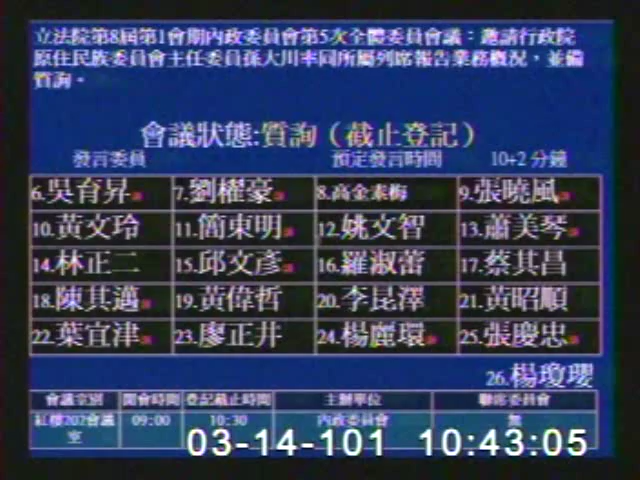 立法院第8屆第1會期內政委員會第5次全體委員會議：邀請行政院
原住民族委員會主任委員孫大川率同所屬列席報告業務概況，並備
質詢。
會議狀態:質詢（截止登記）
發言委員 預定發言時間 10+2 分鐘
6.吳育昇 7.劉櫂豪 8.高金素梅 9.張曉風
10.黃文玲 11.簡東明 12.姚文智 13.蕭美琴
14.林正二 15.邱文彥 16.羅淑蕾 17.蔡其昌
18.陳其邁 19.黃偉哲 20.李昆澤 21.黃昭順
22.葉宜津 23.廖正井 24.楊麗環 25.張慶忠
26.楊瓊瓔
會議室別 開會時間 登記截止時間 主辦單位 聯席委員會
紅樓202會議 09:00 10:30 內政委員會 無
室
03-14-101 10:43:05